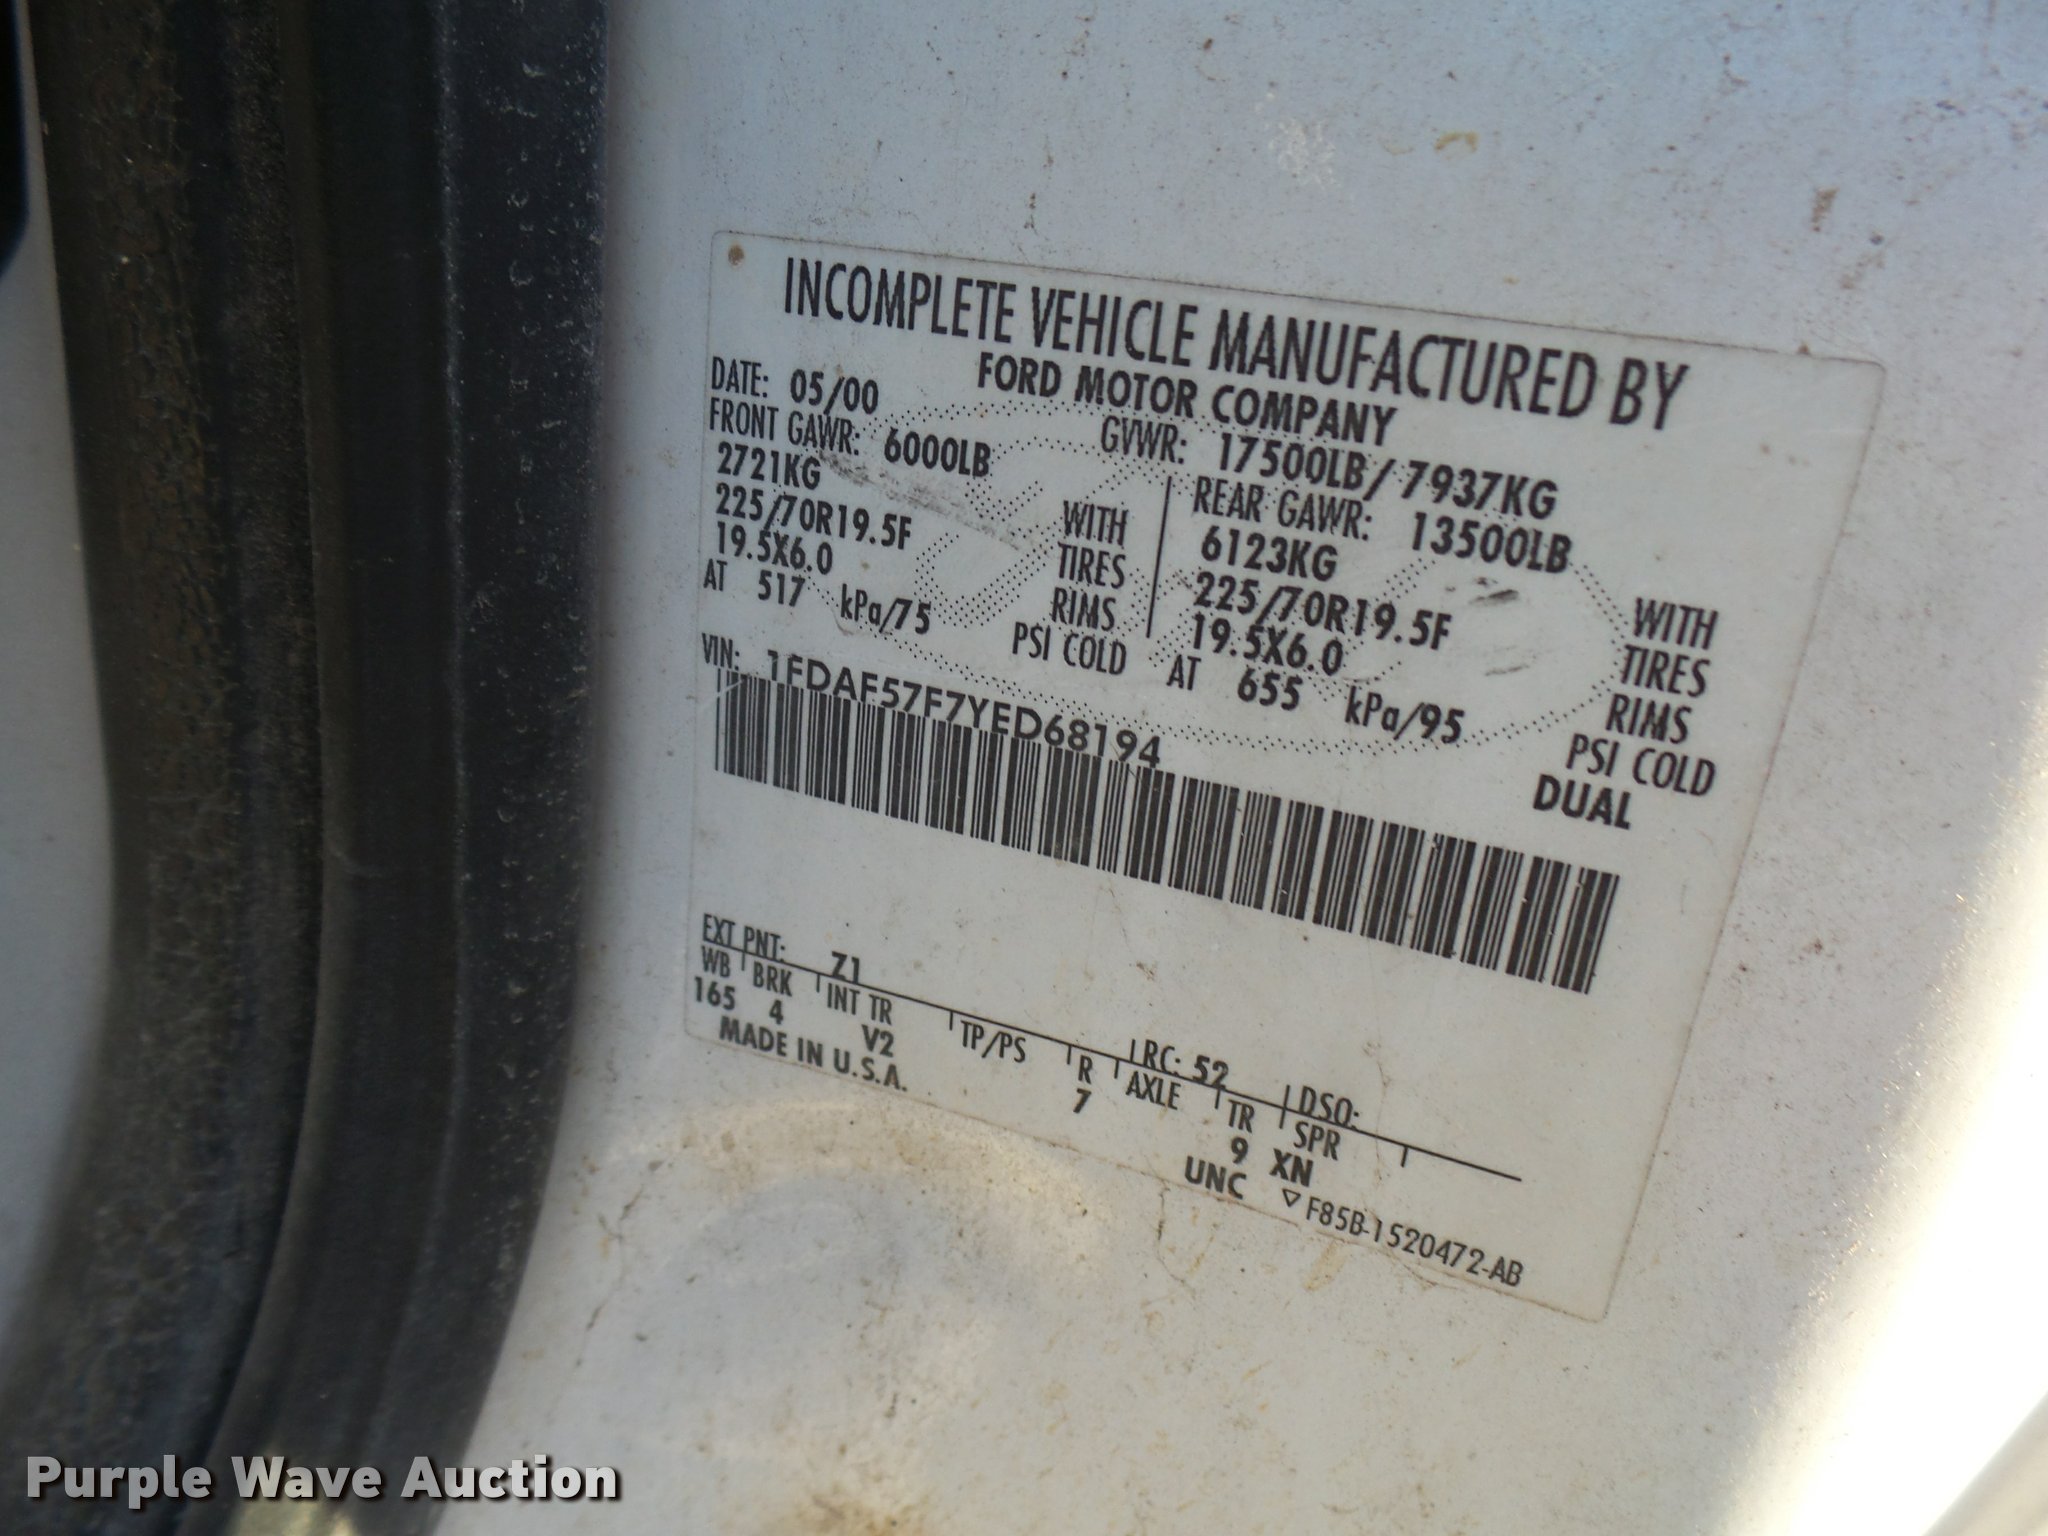 INCOMPLETE VEHICLE MANUFACTURED BY
FORD MOTOR COMPANY
DATE: 05/00 GVWR: 17500LB/ 7937KG
FRONT GAWR: 6000LB REAR GAWR: 13500LB
2721KG WITH 6123KG WITH
225/70R19.5F TIRES 225/70R19.5F TIRES
19.5X6.0 RIMS 19.5X6.0 RIMS
AT 517 kPa/75 PSI COLD AT 655 kPa/95 PSI COLD
DUAL
VIN: 1FDAF57F7YED68194
EXT PNT: Z1 RC: 52 DSO:
WB BRK INT TR TP/PS R AXLE TR SPR
165 4 V2 7 9 XN
MADE IN U.S.A. UNC ▽ F85B-1520472-AB
Purple Wave Auction